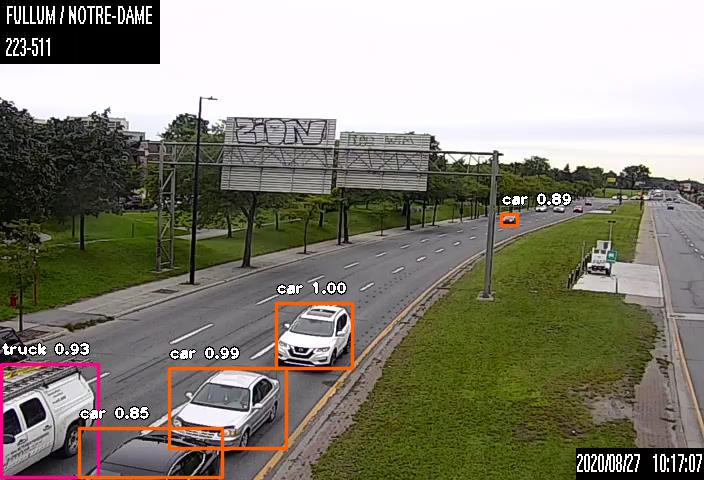 FULLUM / NOTRE-DAME
223-511
ZION
car 0.89
car 1.00
truck 0.93
car 0.99
car 0.85
2020/08/27 10:17:07